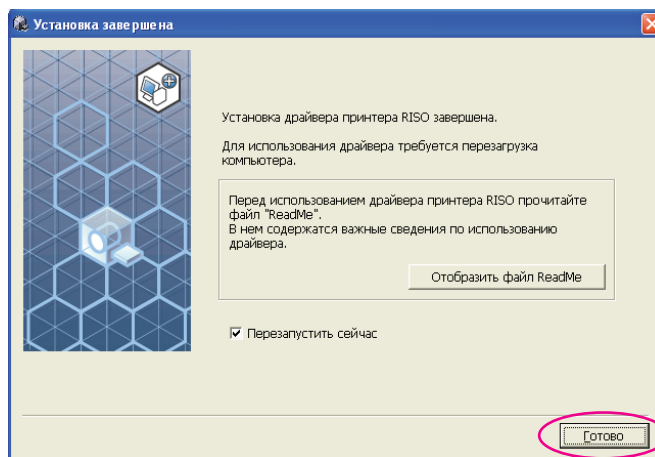 Установка завершена
Установка драйвера принтера RISO завершена.
Для использования драйвера требуется перезагрузка
компьютера.
Перед использованием драйвера принтера RISO прочитайте
файл "ReadMe".
В нем содержатся важные сведения по использованию
драйвера.
Отобразить файл ReadMe
Перезапустить сейчас
Готово